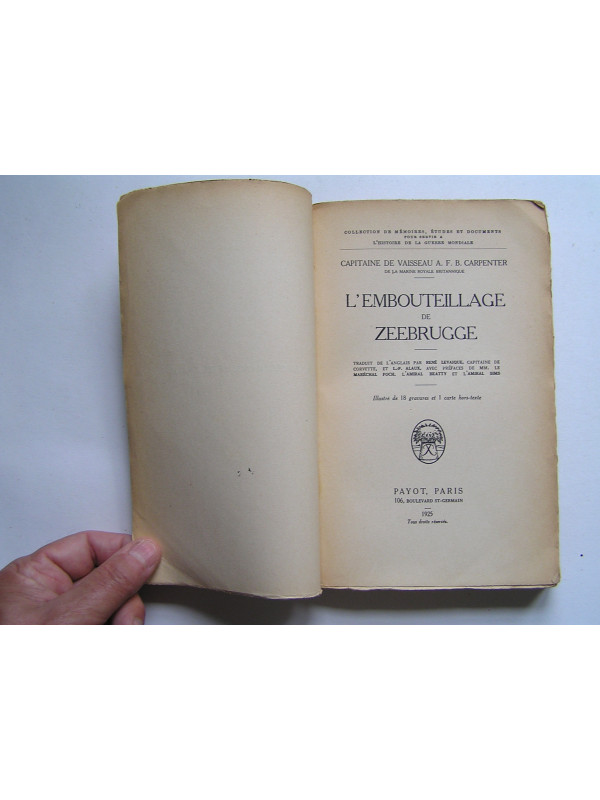 COLLECTION DE MÉMOIRES, ÉTUDES ET DOCUMENTS
POUR SERVIR A
L'HISTOIRE DE LA GUERRE MONDIALE
CAPITAINE DE VAISSEAU A. F. B. CARPENTER
DE LA MARINE ROYALE BRITANNIQUE
L'EMBOUTEILLAGE
DE
ZEEBRUGGE
TRADUIT DE L'ANGLAIS PAR RENÉ LEVAIQUE, CAPITAINE DE
CORVETTE, ET L.-P. ALAUX, AVEC PRÉFACES DE MM. LE
MARÉCHAL FOCH, L'AMIRAL BEATTY ET L'AMIRAL SIMS
Illustré de 18 gravures et 1 carte hors-texte
PAYOT, PARIS
106, BOULEVARD ST-GERMAIN
1925
Tous droits réservés.